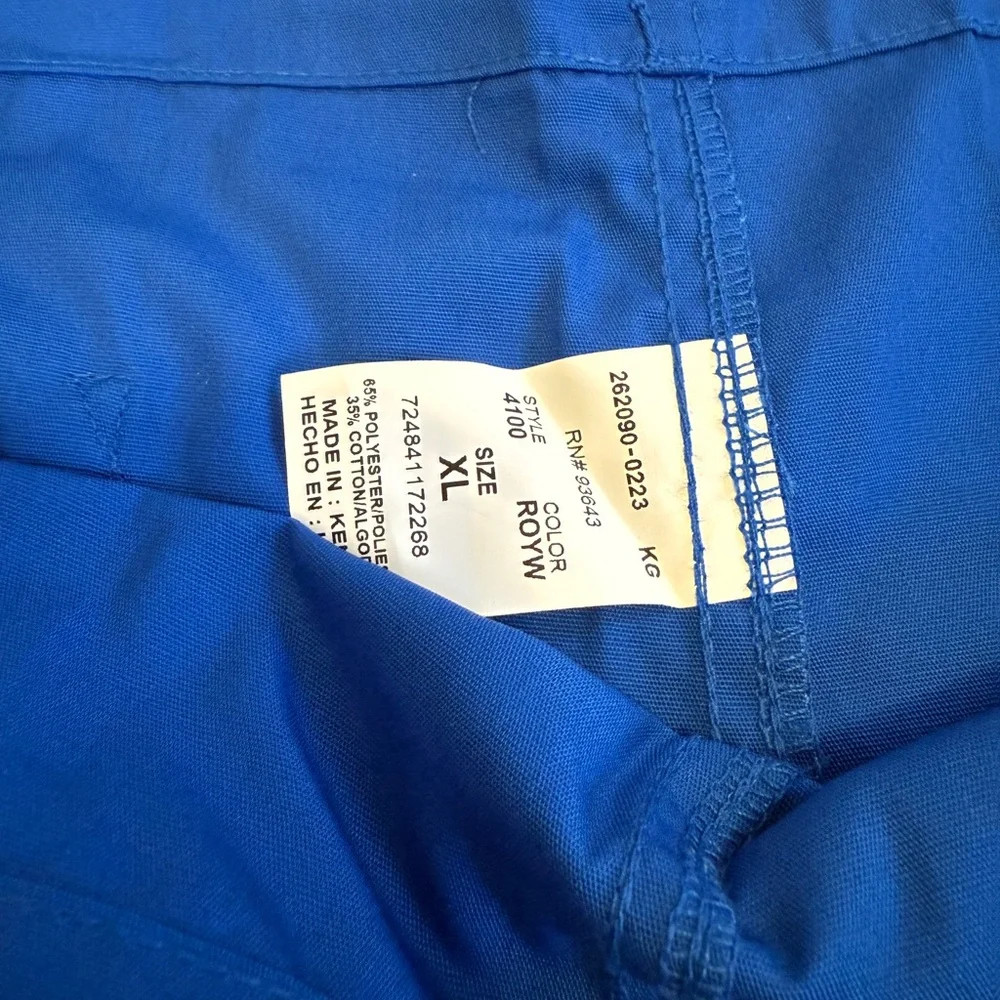 262090-0223 KG
RN# 93643
STYLE COLOR
4100 ROYW
SIZE
XL
724841172268
65% POLYESTER/POLIE
35% COTTON/ALGO
MADE IN : KE
HECHO EN :